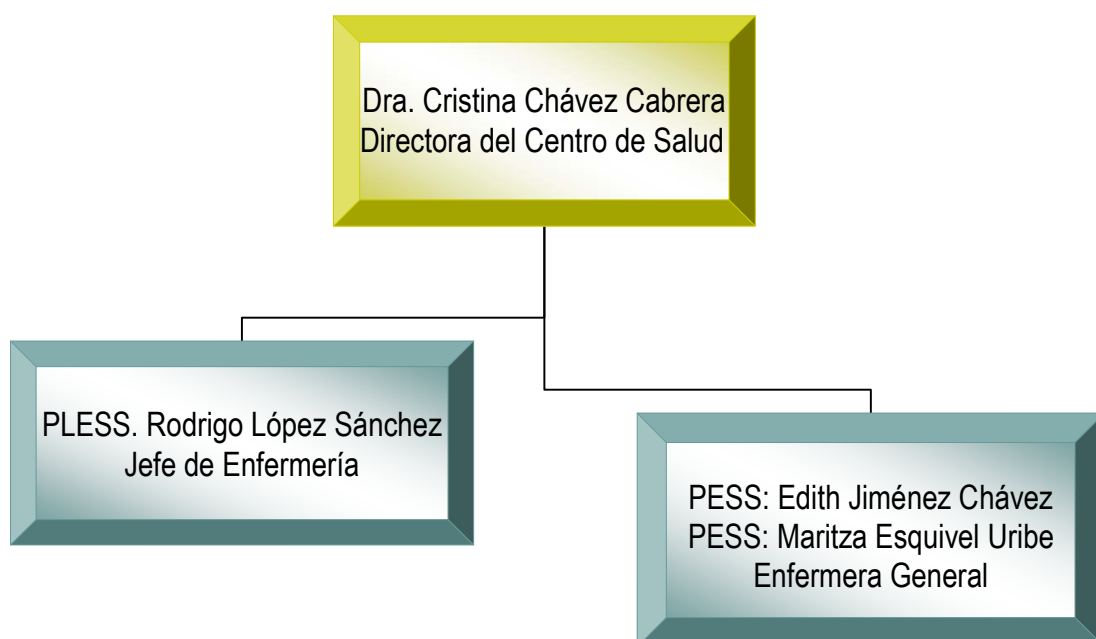 Dra. Cristina Chávez Cabrera
Directora del Centro de Salud
PLESS. Rodrigo López Sánchez
Jefe de Enfermería
PESS: Edith Jiménez Chávez
PESS: Maritza Esquivel Uribe
Enfermera General